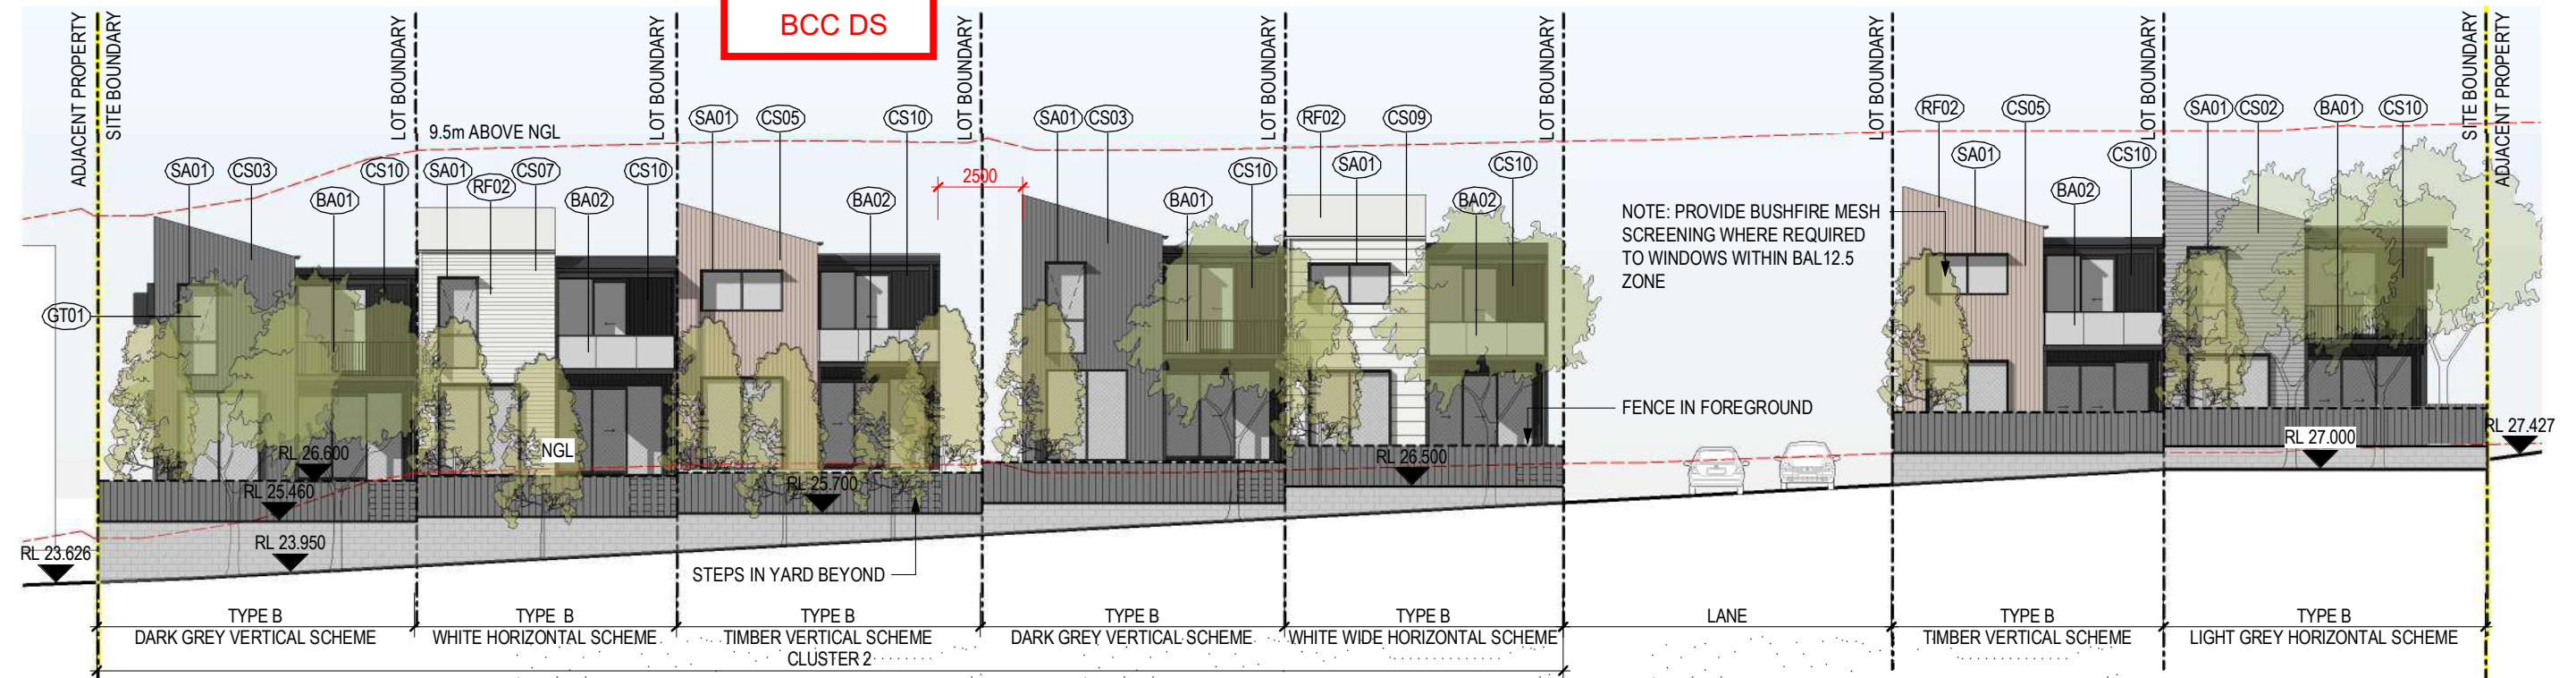 BCC DS
ADJACENT PROPERTY
SITE BOUNDARY
LOT BOUNDARY
LOT BOUNDARY
LOT BOUNDARY
LOT BOUNDARY
LOT BOUNDARY
LOT BOUNDARY
LOT BOUNDARY
SITE BOUNDARY
ADJACENT PROPERTY
9.5m ABOVE NGL
SA01 CS03 BA01 CS10
SA01 RF02 CS07 BA02 CS10
SA01 CS05 BA02 CS10
2500
SA01 CS03 BA01 CS10
RF02 SA01 CS09 BA02 CS10
RF02 SA01 CS05 BA02 CS10
SA01 CS02 BA01 CS10
GT01
NOTE: PROVIDE BUSHFIRE MESH
SCREENING WHERE REQUIRED
TO WINDOWS WITHIN BAL12.5
ZONE
FENCE IN FOREGROUND
NGL
RL 26.600
RL 25.460
RL 25.700
RL 26.500
RL 27.000
RL 27.427
RL 23.626
RL 23.950
STEPS IN YARD BEYOND
TYPE B
DARK GREY VERTICAL SCHEME
TYPE B
WHITE HORIZONTAL SCHEME
TYPE B
TIMBER VERTICAL SCHEME
TYPE B
DARK GREY VERTICAL SCHEME
TYPE B
WHITE WIDE HORIZONTAL SCHEME
LANE
TYPE B
TIMBER VERTICAL SCHEME
TYPE B
LIGHT GREY HORIZONTAL SCHEME
CLUSTER 2